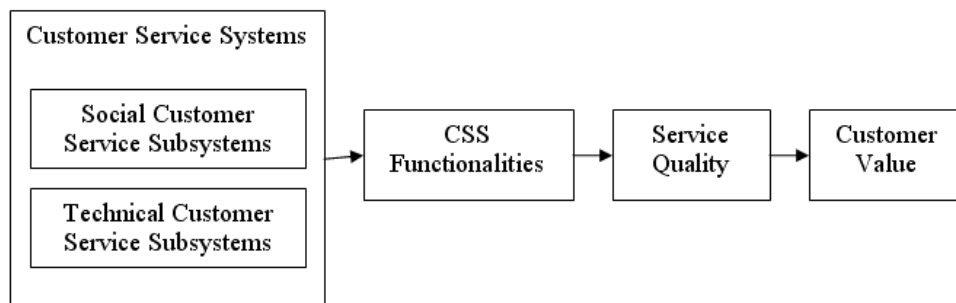 Customer Service Systems
Social Customer
Service Subsystems
Technical Customer
Service Subsystems
CSS
Functionalities
Service
Quality
Customer
Value